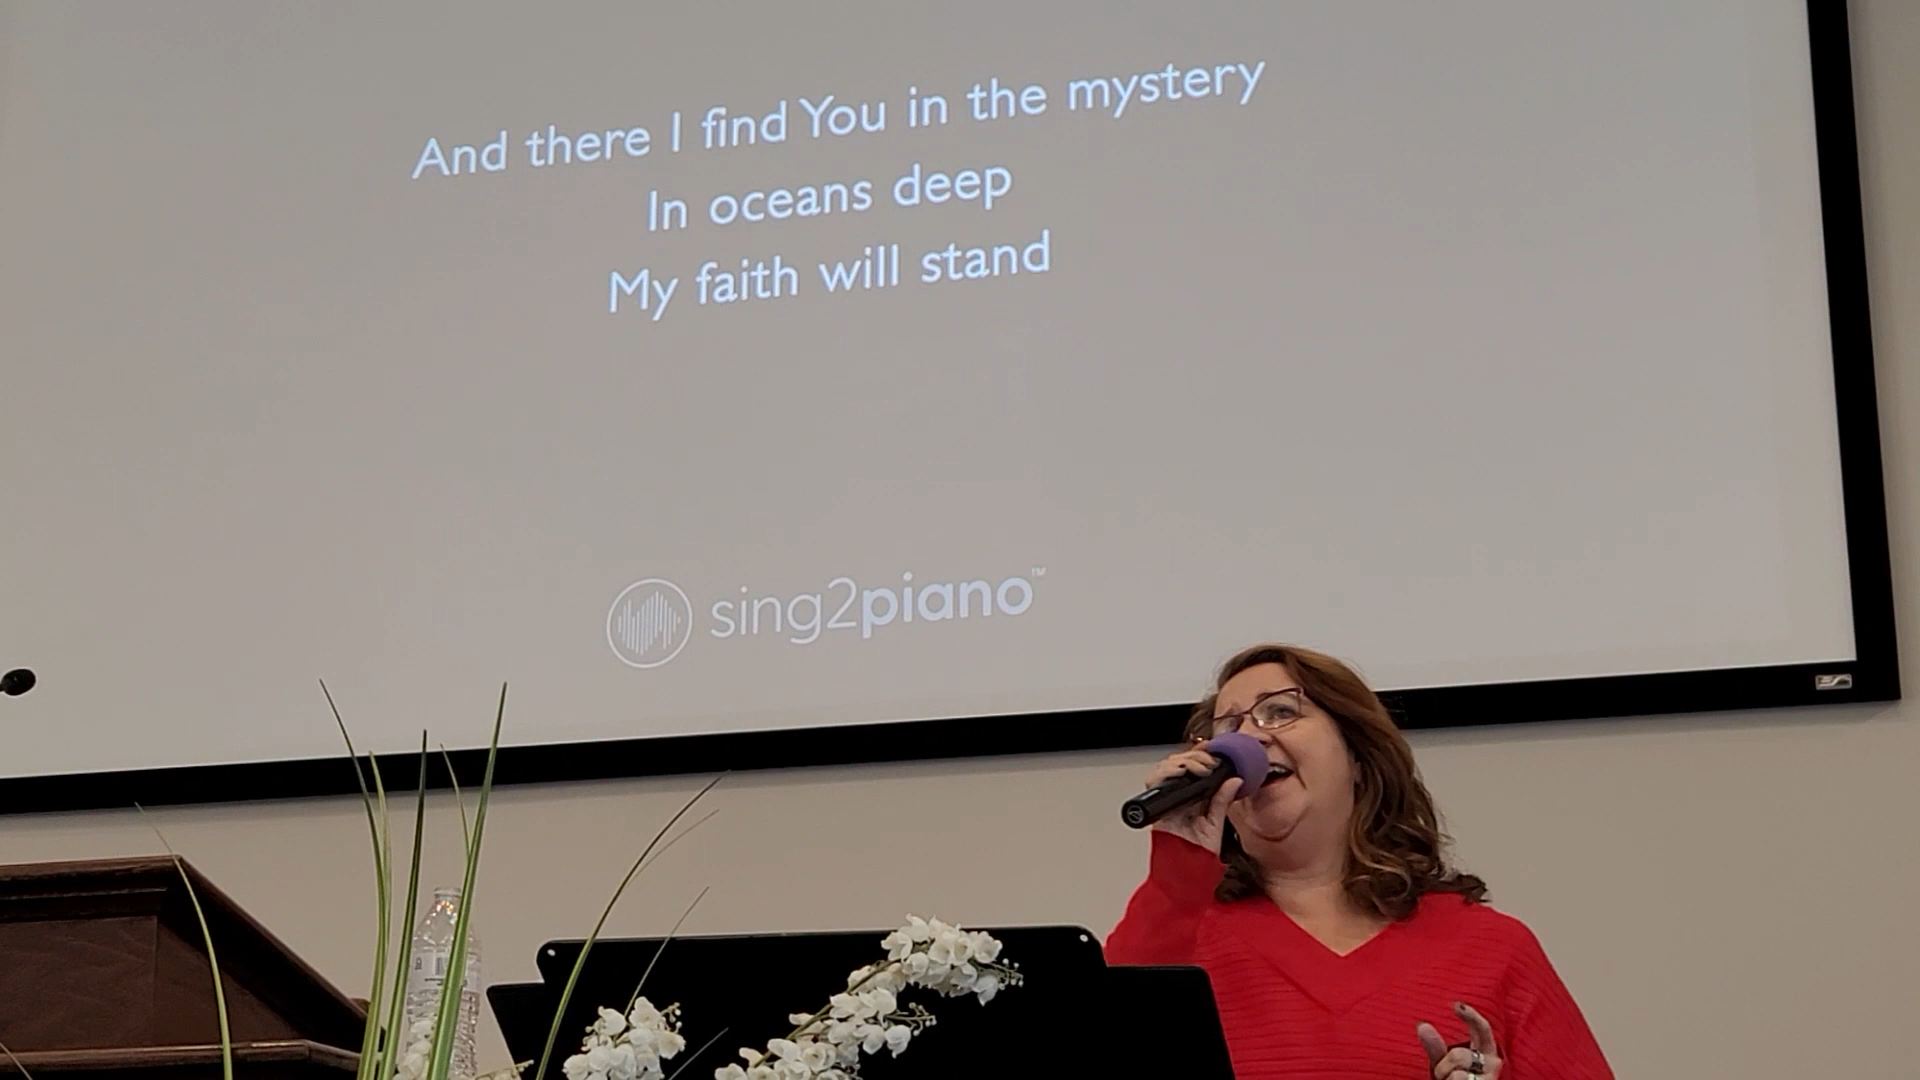 And there I find You in the mystery
In oceans deep
My faith will stand
sing2piano™